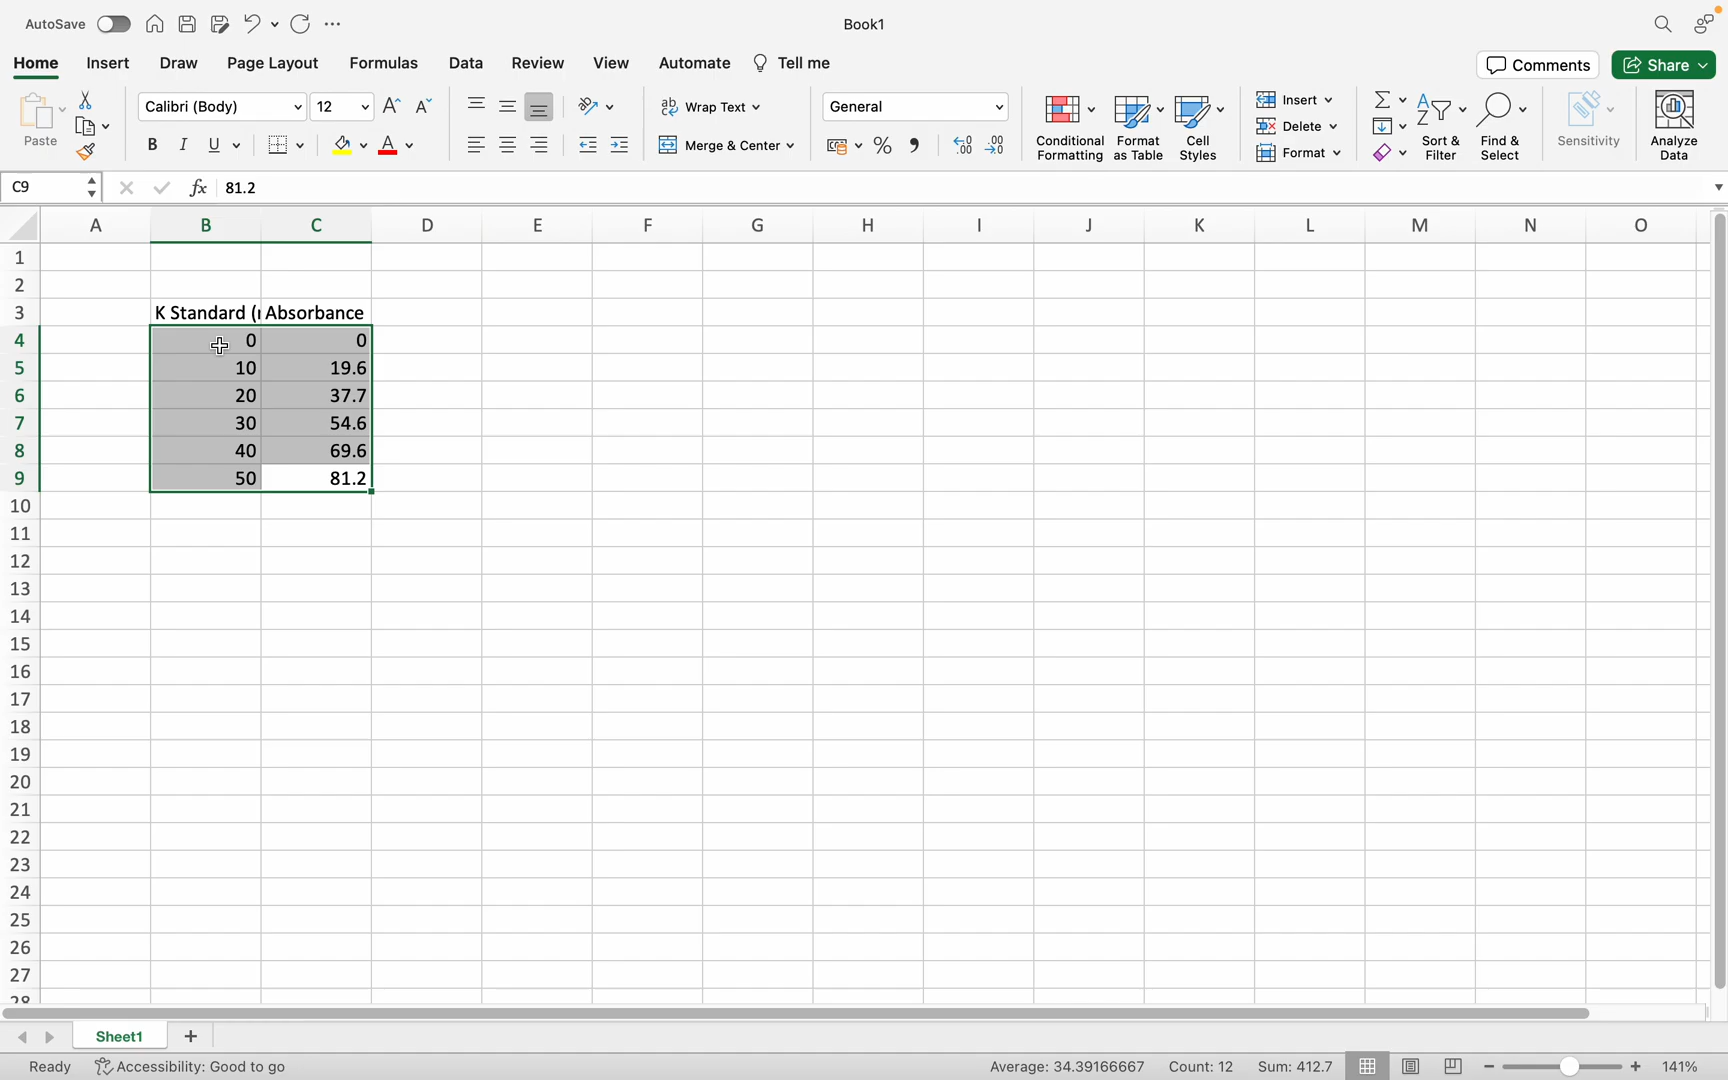 AutoSave
Book1
Home Insert Draw Page Layout Formulas Data Review View Automate Tell me
Comments
Share
Paste
Calibri (Body)
12
B I U
ab Wrap Text
Merge & Center
General
% ,
Conditional Formatting
Format as Table
Cell Styles
Insert
Delete
Format
Sort & Filter
Find & Select
Sensitivity
Analyze Data
C9
fx 81.2
A B C D E F G H I J K L M N O
1
2
3 K Standard ( Absorbance
4 0 0
5 10 19.6
6 20 37.7
7 30 54.6
8 40 69.6
9 50 81.2
10
11
12
13
14
15
16
17
18
19
20
21
22
23
24
25
26
27
28
Sheet1
Ready Accessibility: Good to go Average: 34.39166667 Count: 12 Sum: 412.7 141%